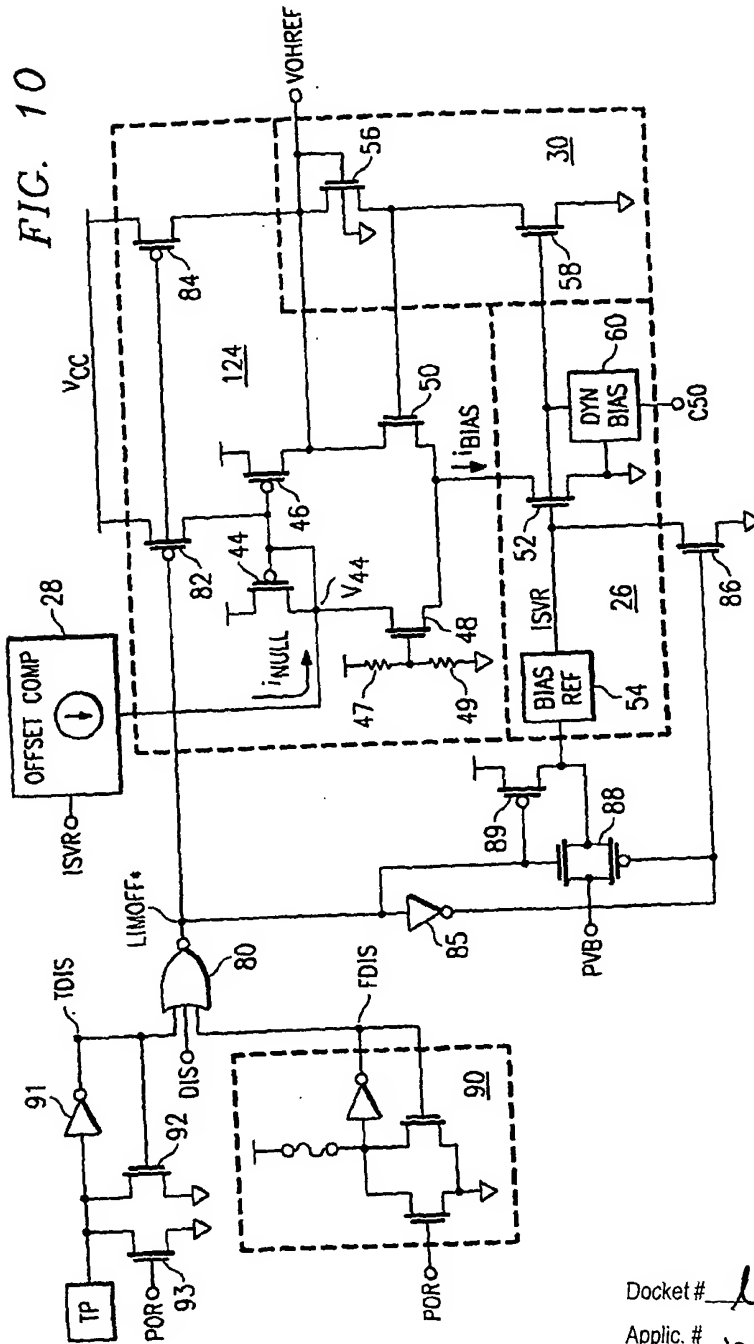 FIG. 10
VCC
28
OFFSET COMP
ISVR
84
82
VOHREF
124
46
44
56
30
50
V44
iNULL
iBIAS
48
47
49
58
60
DYN
BIAS
C50
52
ISVR
26
BIAS
REF
54
86
LIMOFF*
89
88
PVB
85
TDIS
80
DIS
FDIS
91
92
93
POR
TP
90
POR
Docket #
Applic. #